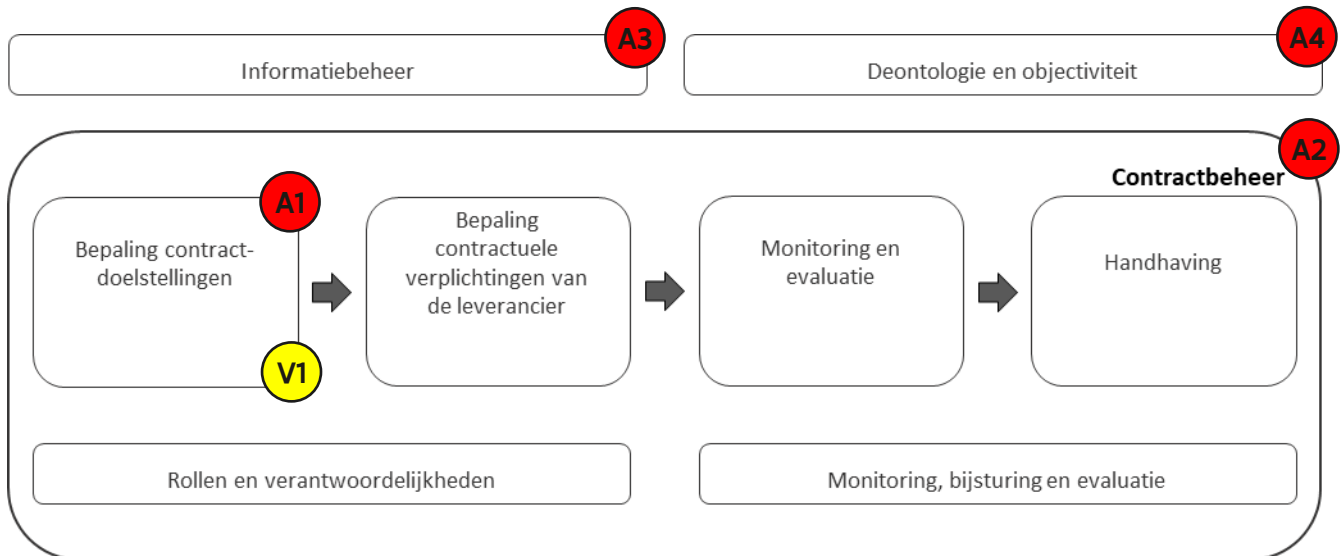 A3
A4
Informatiebeheer
Deontologie en objectiviteit
A2
Contractbeheer
A1
Bepaling contract-
doelstellingen
V1
Bepaling
contractuele
verplichtingen van
de leverancier
Monitoring en
evaluatie
Handhaving
Rollen en verantwoordelijkheden
Monitoring, bijsturing en evaluatie